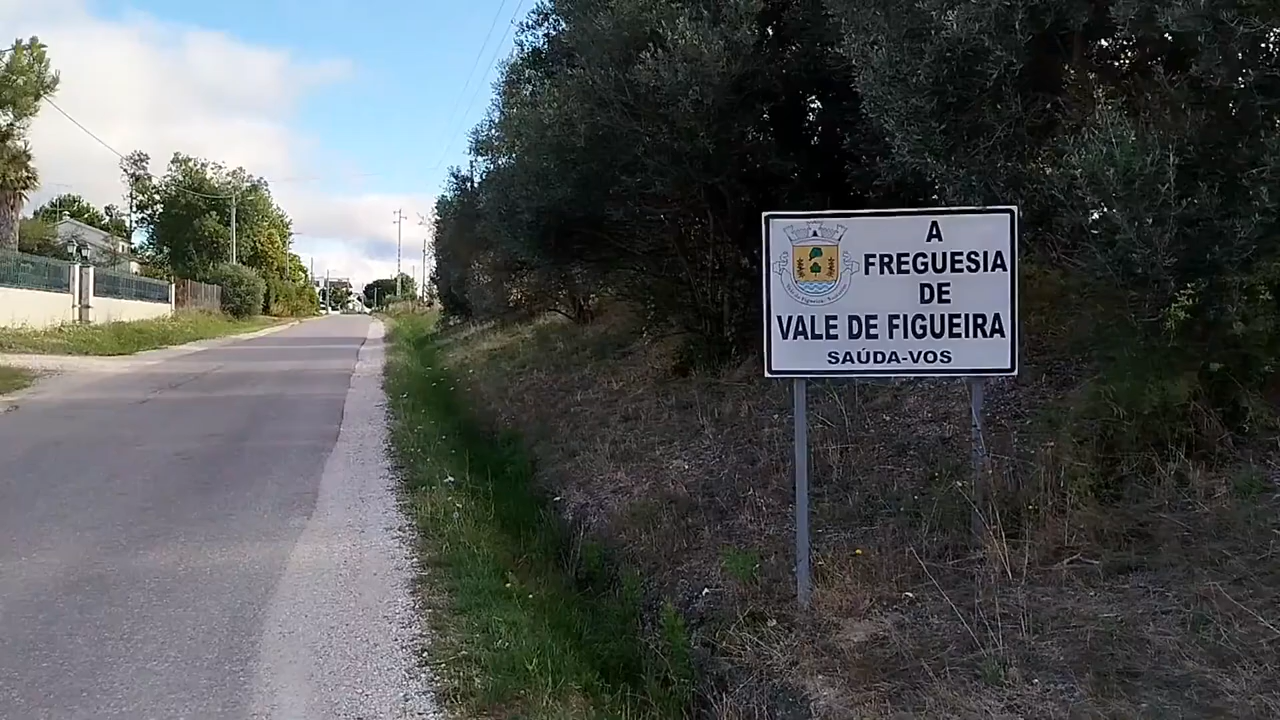 A
FREGUESIA
DE
VALE DE FIGUEIRA
SAÚDA-VOS